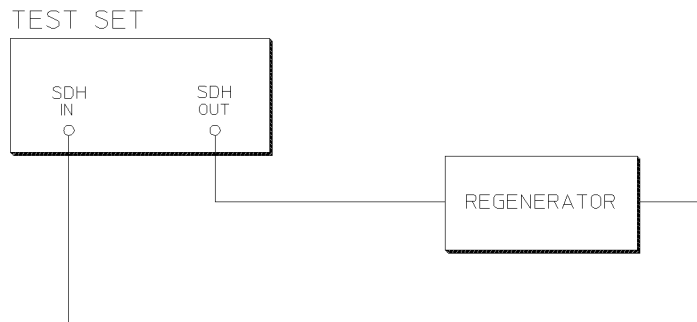 TEST SET
SDH
IN
SDH
OUT
REGENERATOR